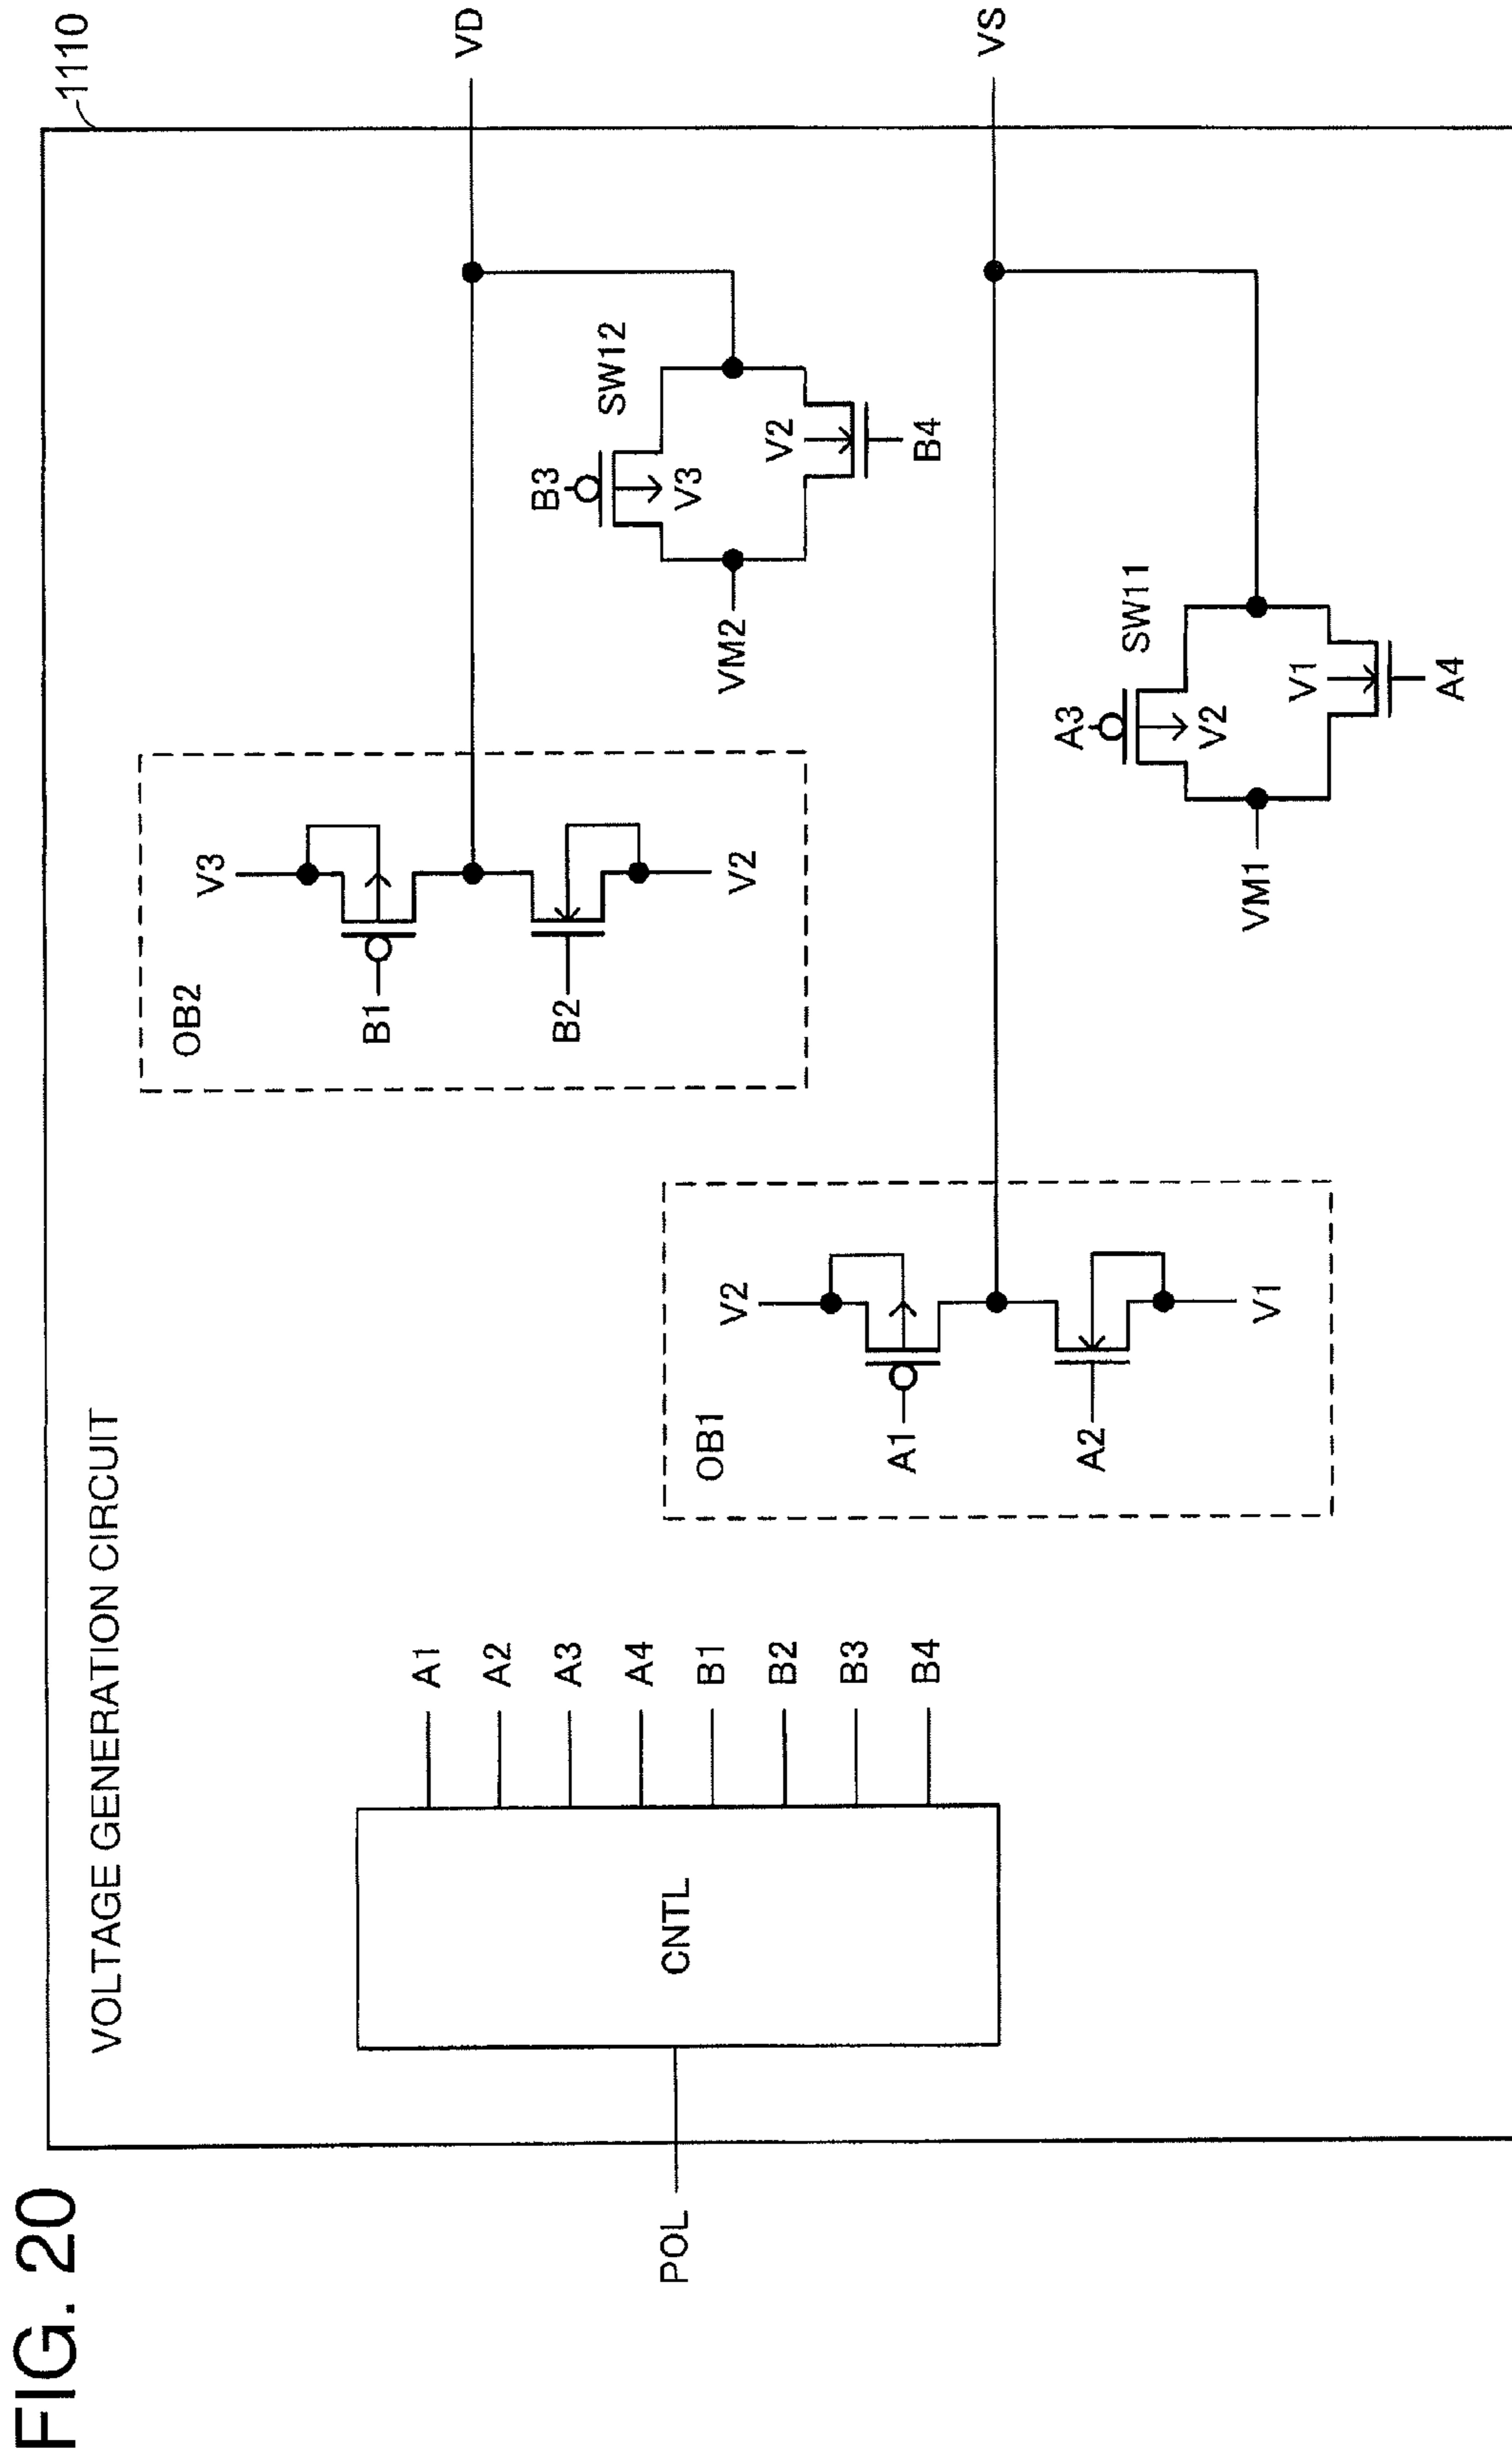 FIG. 20
1110
VOLTAGE GENERATION CIRCUIT
POL
CNTL
A1
A2
A3
A4
B1
B2
B3
B4
OB2
V3
B1
B2
V2
VD
SW12
B3
V3
VM2
V2
B4
OB1
V2
A1
A2
V1
VS
SW11
A3
V2
VM1
V1
A4